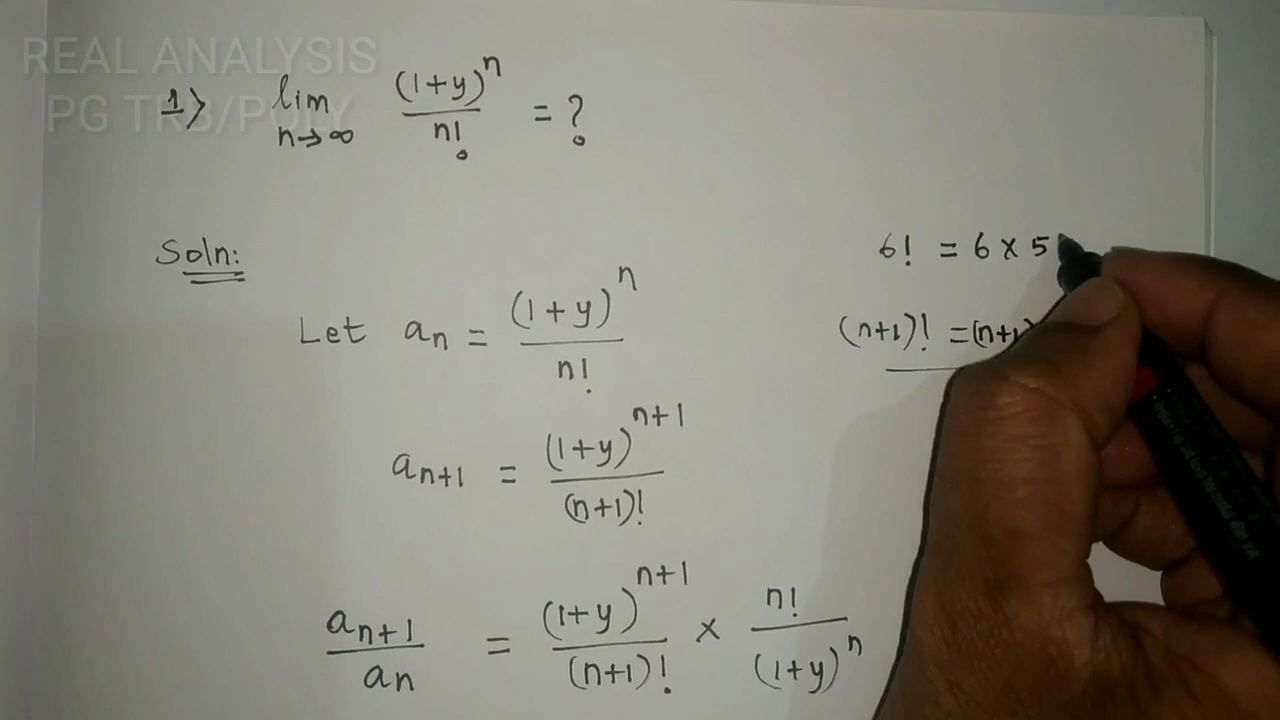 REAL ANALYSIS
PG TRB/POLY
1> lim n→∞ (1+y)^n / n! = ?
Soln:
6! = 6 × 5
Let a_n = (1+y)^n / n!
(n+1)! = (n+1)
a_{n+1} = (1+y)^{n+1} / (n+1)!
a_{n+1} / a_n = (1+y)^{n+1} / (n+1)! × n! / (1+y)^n